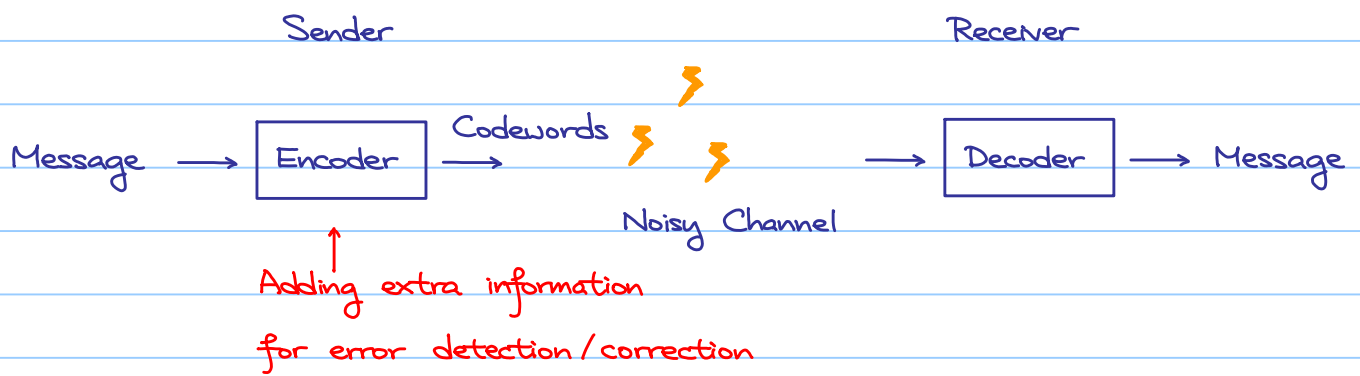 Sender
Receiver
Codewords
Message
Encoder
Decoder
Message
Noisy Channel
Adding extra information
for error detection/correction